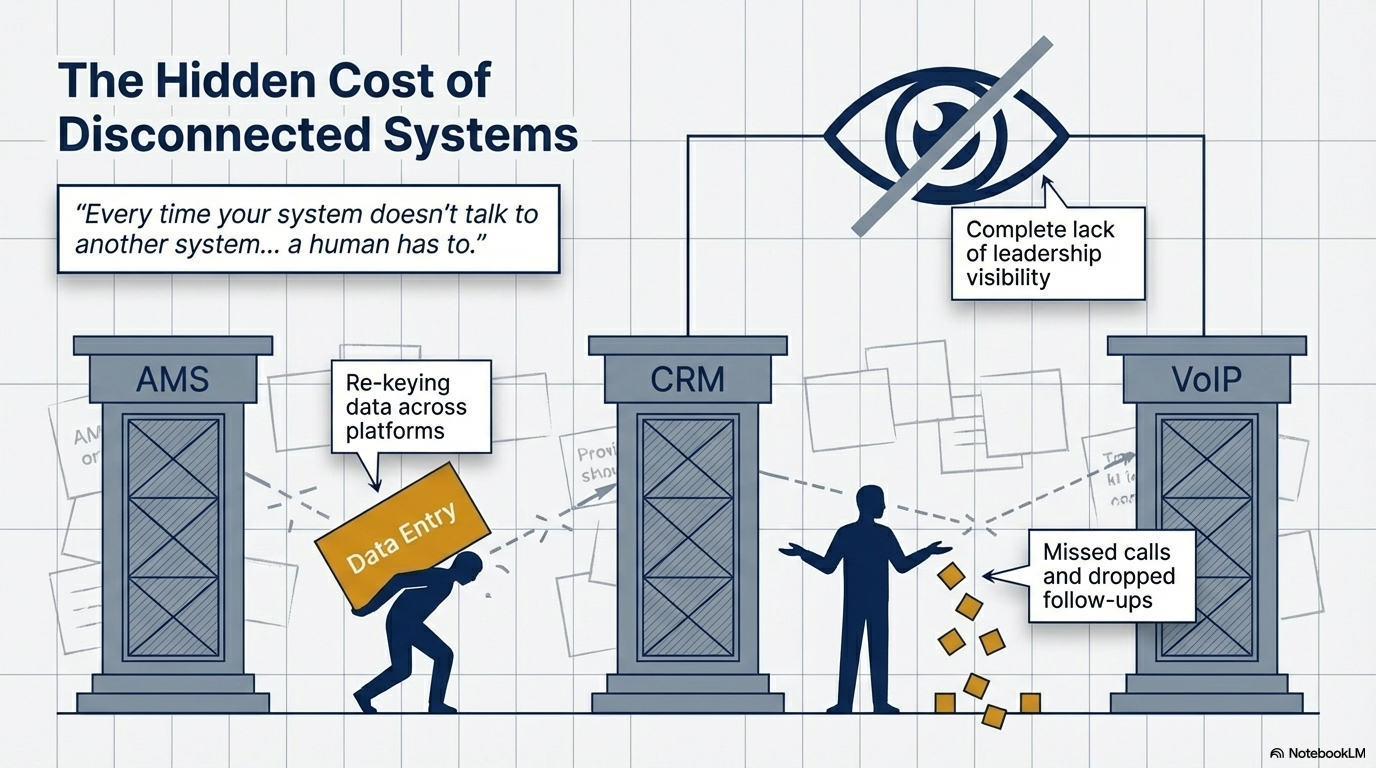 The Hidden Cost of
Disconnected Systems
“Every time your system doesn’t talk to
another system... a human has to.”
Complete lack
of leadership
visibility
AMS
CRM
VoIP
Re-keying
data across
platforms
Data Entry
Missed calls
and dropped
follow-ups
NotebookLM